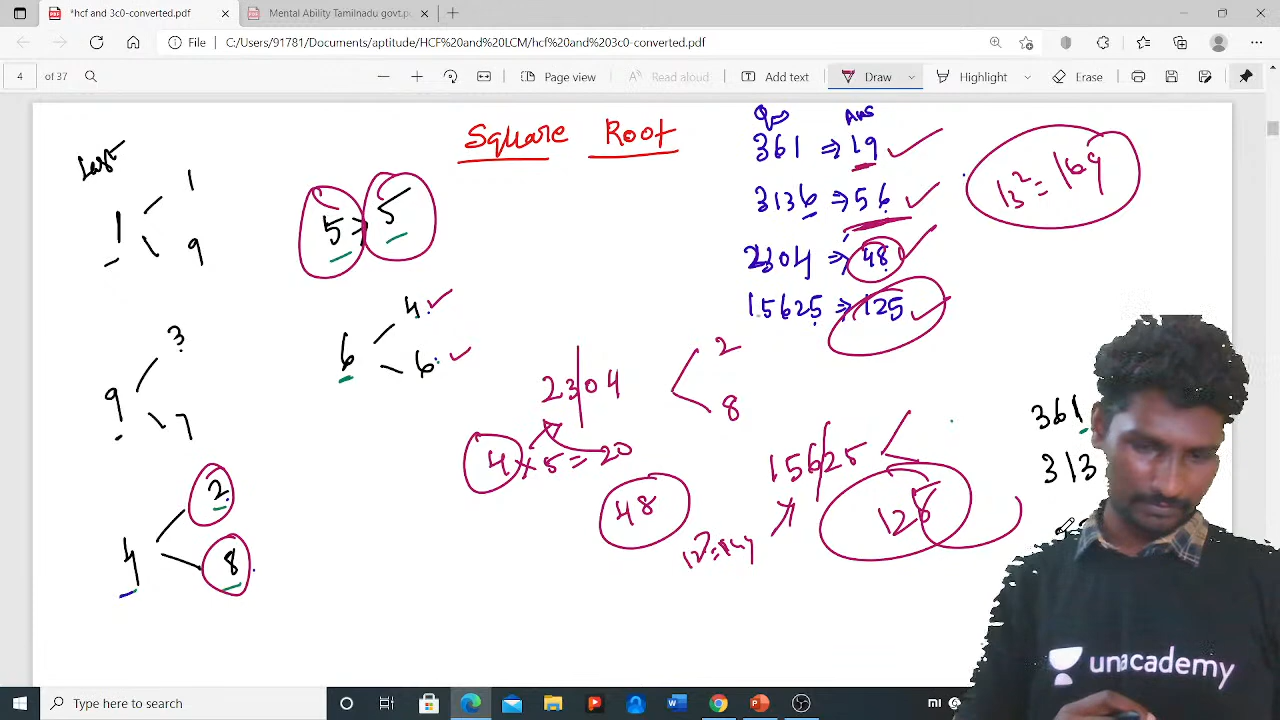 *hcf and 3c0-converted.pdf
Mental Ability Tamilnadu govt.pc
File C:/Users/91781/Documents/aptitude/HCF%20and%20LCM/hcf%20and%203c0-converted.pdf
4 of 37 Page view Read aloud Add text Draw Highlight Erase
Square Root
Ans
361 ⇒ 19
3136 ⇒ 56
2304 ⇒ 48
15625 ⇒ 125
13² = 169
Last
1
1
9
5 ⇒ 5
9
3
7
6
4
6
4
2
8
2304
2
8
4 × 5 = 20
48
15625
125
361
313
unacademy
Type here to search